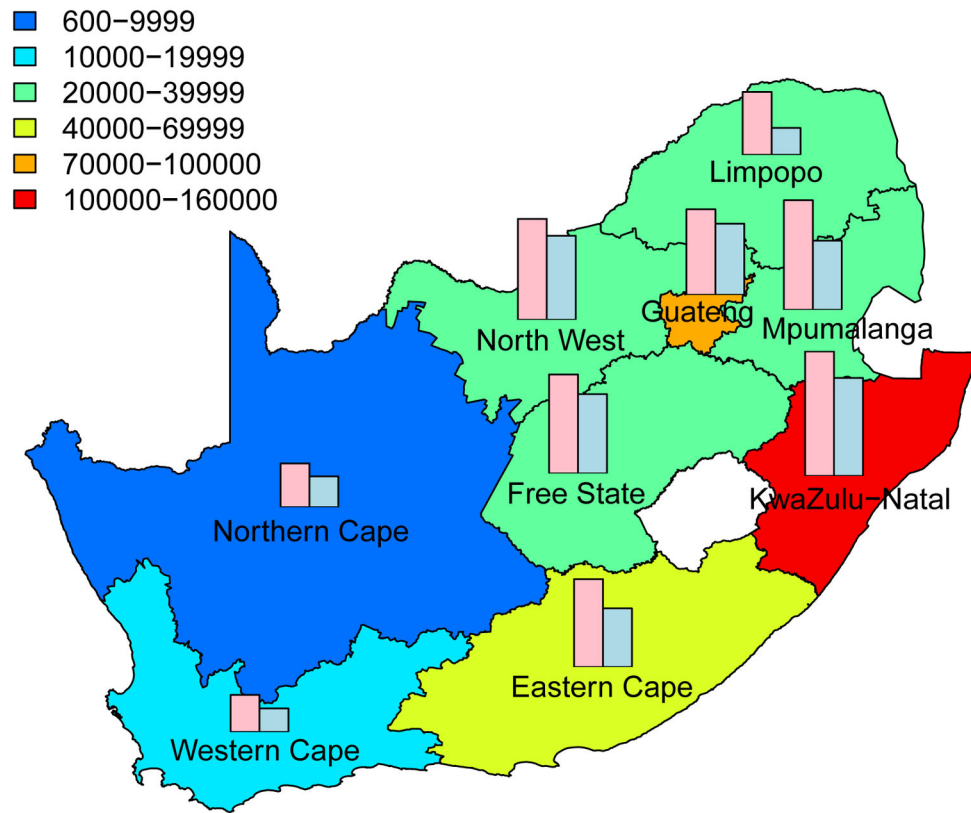 600−9999
10000−19999
20000−39999
40000−69999
70000−100000
100000−160000
Limpopo
Guateng
North West
Mpumalanga
Free State
KwaZulu−Natal
Northern Cape
Eastern Cape
Western Cape